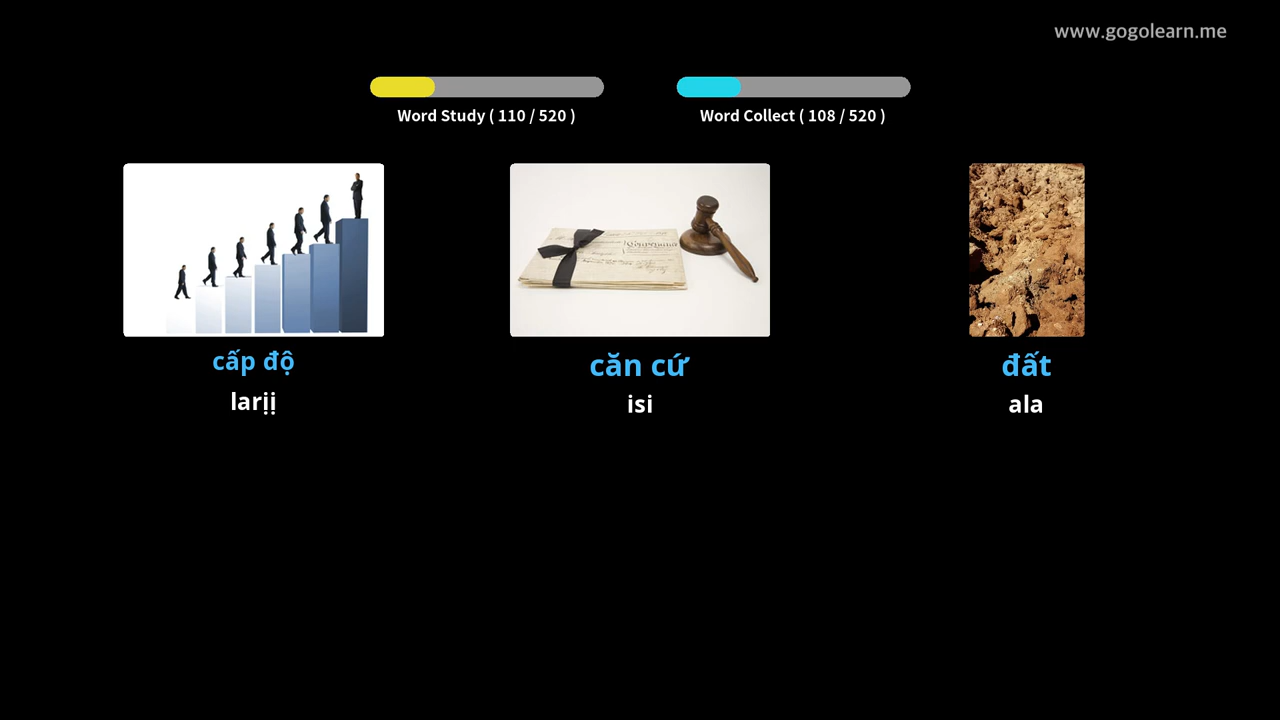 www.gogolearn.me
Word Study ( 110 / 520 )
Word Collect ( 108 / 520 )
cấp độ
larịị
căn cứ
isi
đất
ala